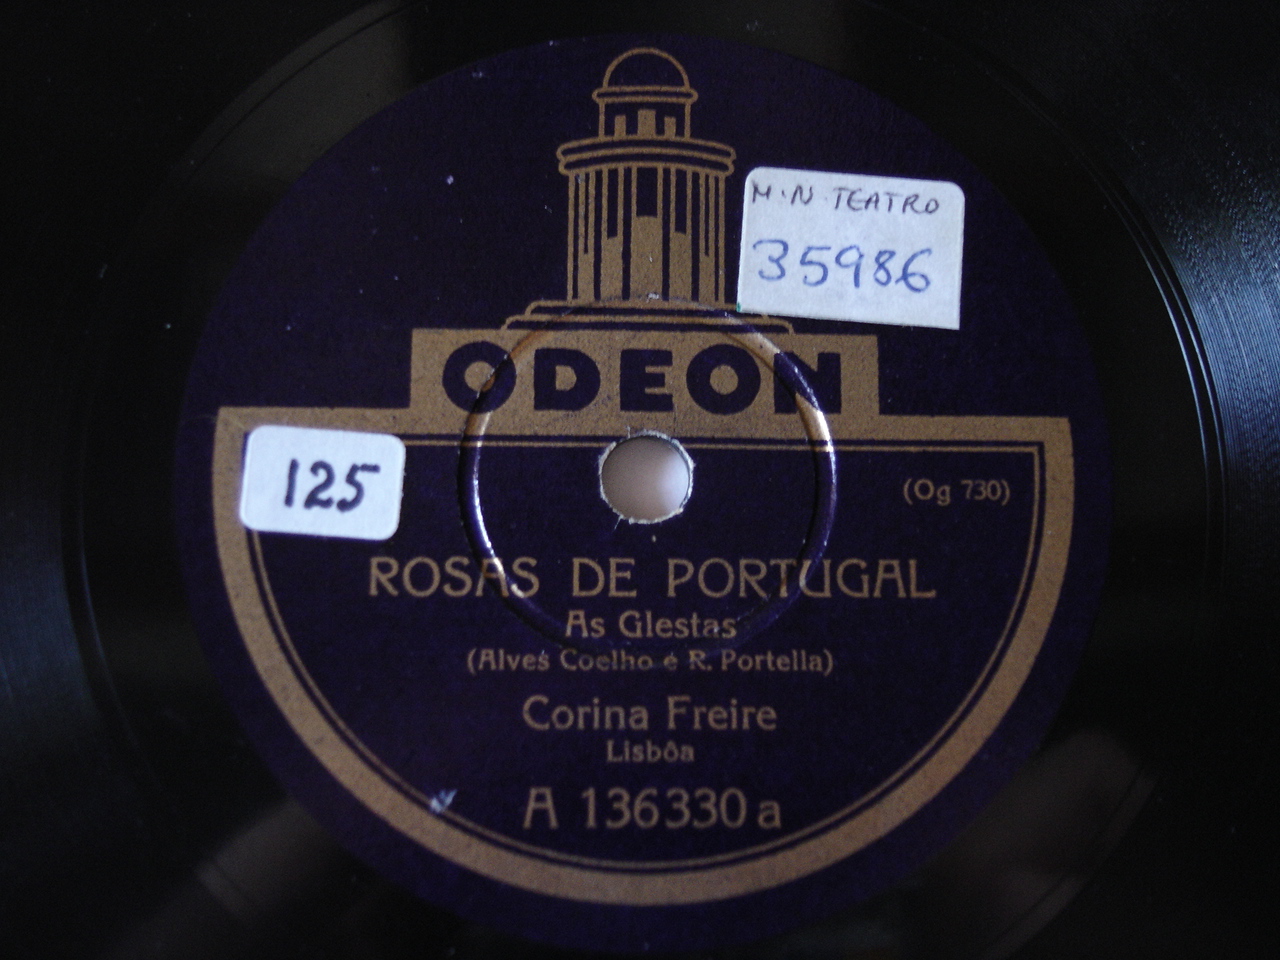 M·N·TEATRO
35986
ODEON
125
(Og 730)
ROSAS DE PORTUGAL
As Glestas
(Alves Coelho e R. Portella)
Corina Freire
Lisbôa
A 136330 a